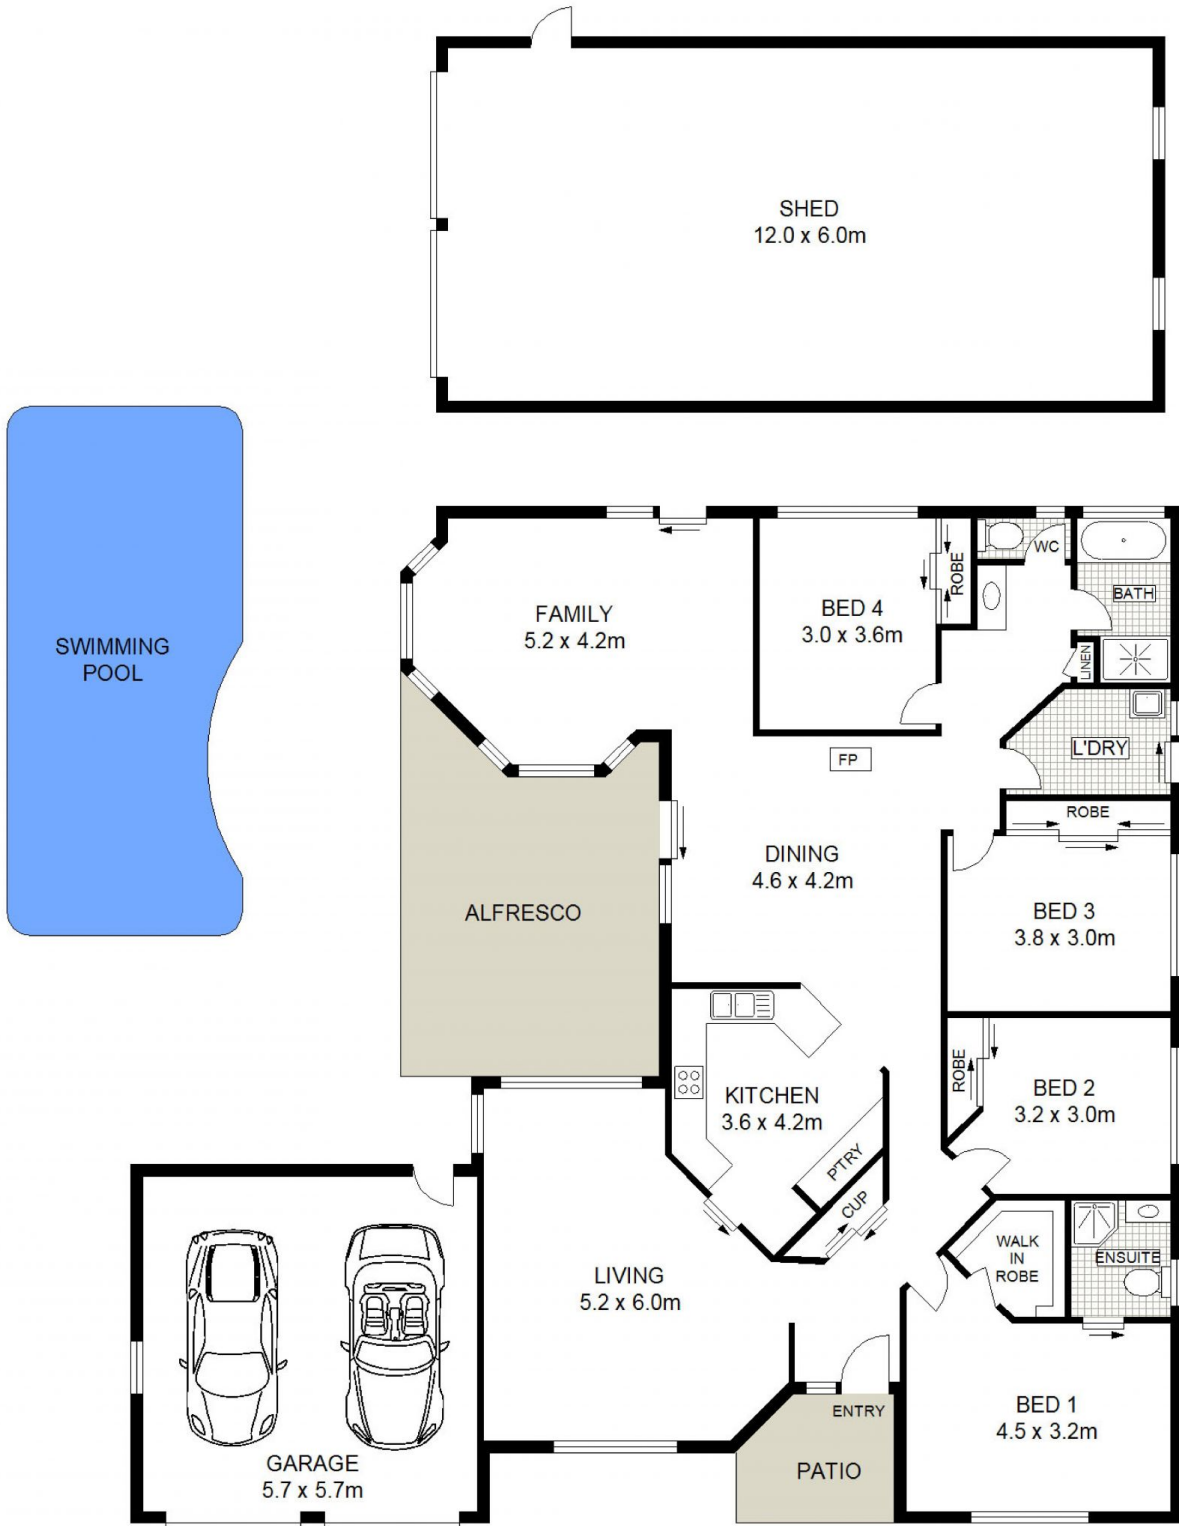 SHED
12.0 x 6.0m
SWIMMING
POOL
FAMILY
5.2 x 4.2m
BED 4
3.0 x 3.6m
ROBE
WC
BATH
LINEN
L'DRY
FP
ROBE
DINING
4.6 x 4.2m
ALFRESCO
BED 3
3.8 x 3.0m
ROBE
BED 2
3.2 x 3.0m
KITCHEN
3.6 x 4.2m
P'TRY
CUP
WALK
IN
ROBE
ENSUITE
LIVING
5.2 x 6.0m
BED 1
4.5 x 3.2m
ENTRY
PATIO
GARAGE
5.7 x 5.7m